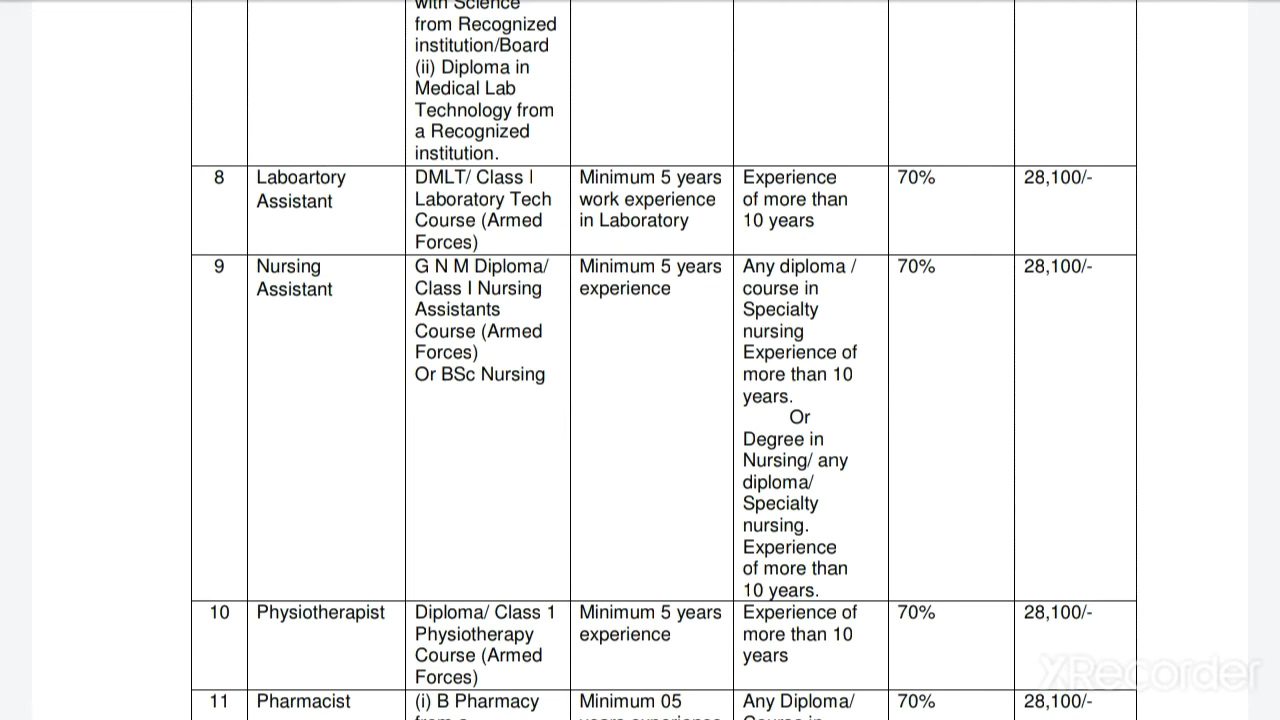 with Science
from Recognized
institution/Board
(ii) Diploma in
Medical Lab
Technology from
a Recognized
institution.
8
Laboartory
Assistant
DMLT/ Class I
Laboratory Tech
Course (Armed
Forces)
Minimum 5 years
work experience
in Laboratory
Experience
of more than
10 years
70%
28,100/-
9
Nursing
Assistant
G N M Diploma/
Class I Nursing
Assistants
Course (Armed
Forces)
Or BSc Nursing
Minimum 5 years
experience
Any diploma /
course in
Specialty
nursing
Experience of
more than 10
years.
Or
Degree in
Nursing/ any
diploma/
Specialty
nursing.
Experience
of more than
10 years.
70%
28,100/-
10
Physiotherapist
Diploma/ Class 1
Physiotherapy
Course (Armed
Forces)
Minimum 5 years
experience
Experience of
more than 10
years
70%
28,100/-
11
Pharmacist
(i) B Pharmacy
from a
Minimum 05
years experience
Any Diploma/
Course in
70%
28,100/-
XRecorder